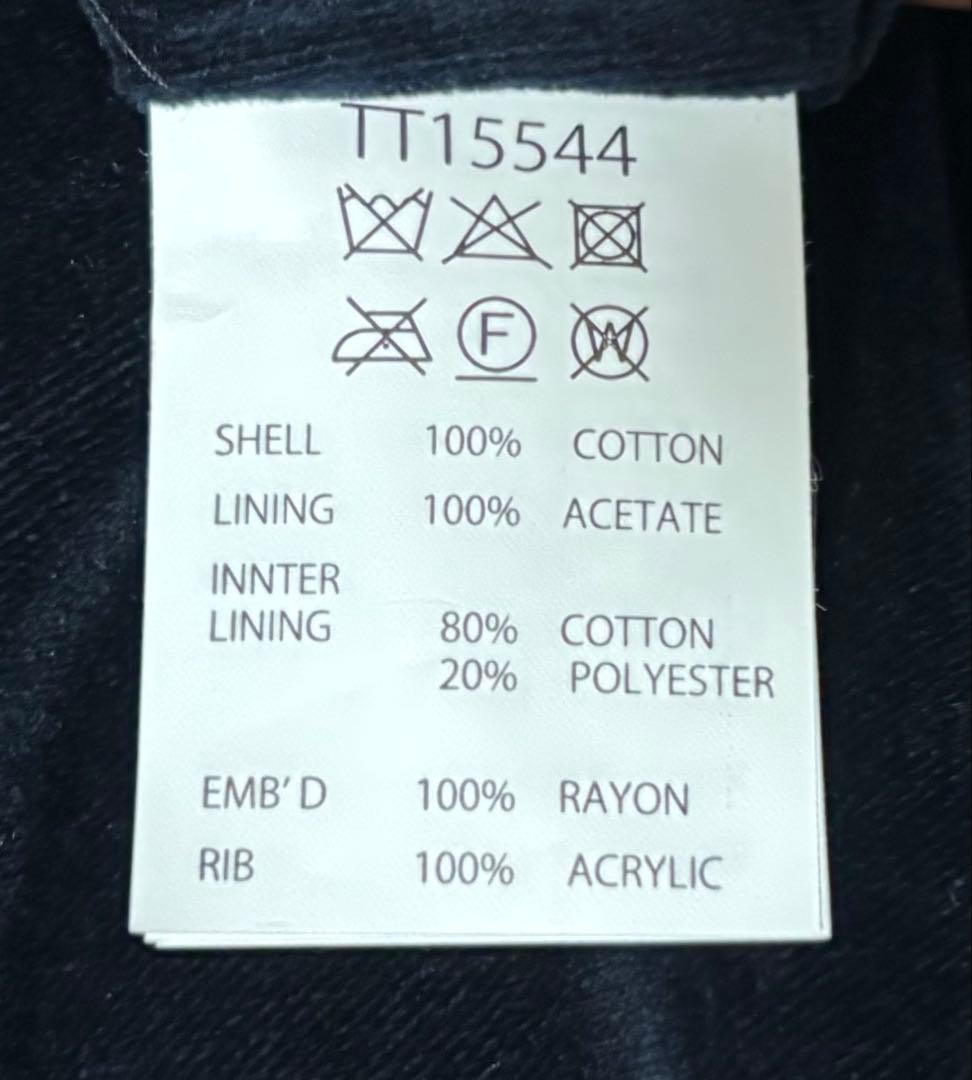 TT15544
F W
SHELL 100% COTTON
LINING 100% ACETATE
INNTER
LINING 80% COTTON
20% POLYESTER
EMB'D 100% RAYON
RIB 100% ACRYLIC